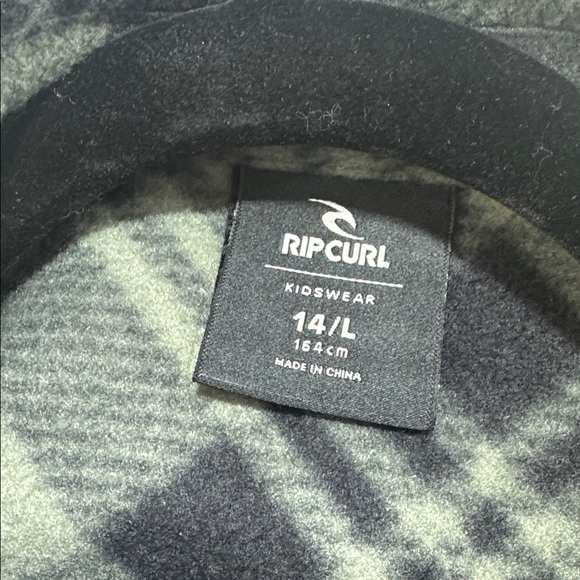 RIPCURL
KIDSWEAR
14/L
164cm
MADE IN CHINA